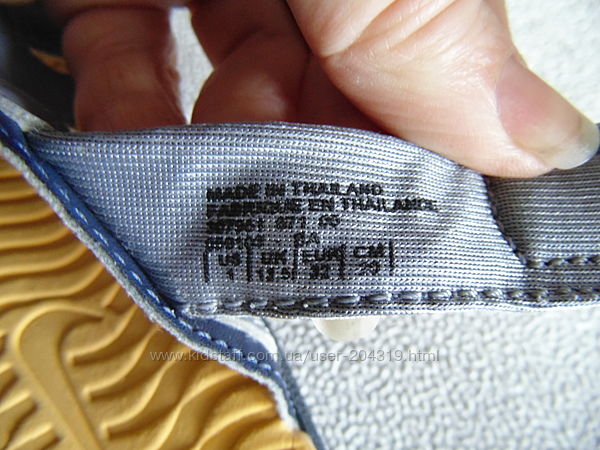 MADE IN THAILAND
FABRIQUE EN THAILANDE
US UK EUR CM
1 13.5 32 20
www.kidstaff.com.ua/user-204319.html